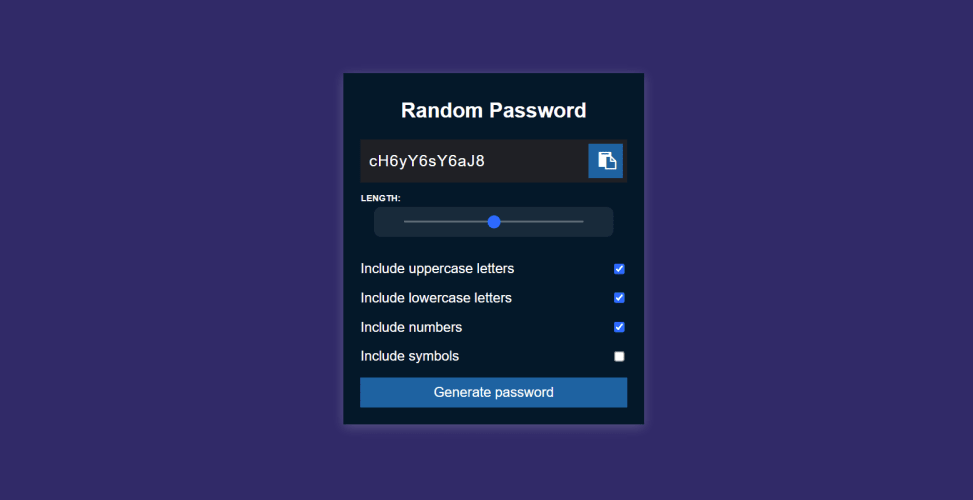 Random Password
cH6yY6sY6aJ8
LENGTH:
Include uppercase letters
Include lowercase letters
Include numbers
Include symbols
Generate password